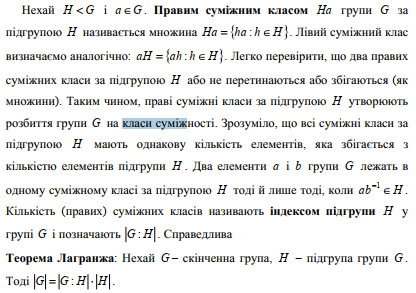 Нехай H < G і a ∈ G. Правим суміжним класом Ha групи G за
підгрупою H називається множина Ha = {ha : h ∈ H}. Лівий суміжний клас
визначаємо аналогічно: aH = {ah : h ∈ H}. Легко перевірити, що два правих
суміжних класи за підгрупою H або не перетинаються або збігаються (як
множини). Таким чином, праві суміжні класи за підгрупою H утворюють
розбиття групи G на класи суміжності. Зрозуміло, що всі суміжні класи за
підгрупою H мають однакову кількість елементів, яка збігається з
кількістю елементів підгрупи H. Два елементи a і b групи G лежать в
одному суміжному класі за підгрупою H тоді й лише тоді, коли ab⁻¹ ∈ H.
Кількість (правих) суміжних класів називають індексом підгрупи H у
групі G і позначають |G : H|. Справедлива
Теорема Лагранжа: Нехай G – скінченна група, H – підгрупа групи G.
Тоді |G| = |G : H| · |H|.